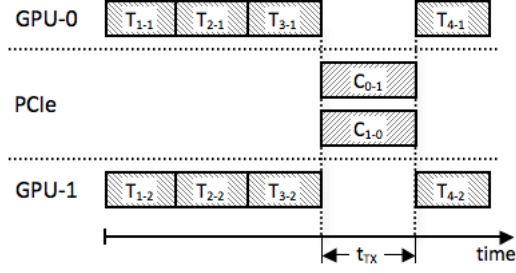 GPU-0 T1-1 T2-1 T3-1 T4-1
C0-1
PCIe
C1-0
GPU-1 T1-2 T2-2 T3-2 T4-2
tTX time